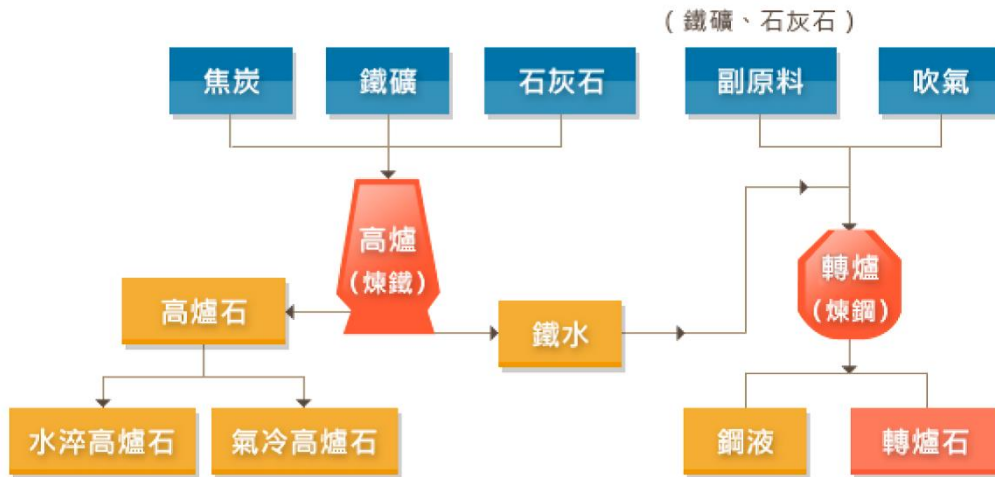 (鐵礦、石灰石)
焦炭
鐵礦
石灰石
副原料
吹氣
高爐
(煉鐵)
轉爐
(煉鋼)
高爐石
鐵水
水淬高爐石
氣冷高爐石
鋼液
轉爐石